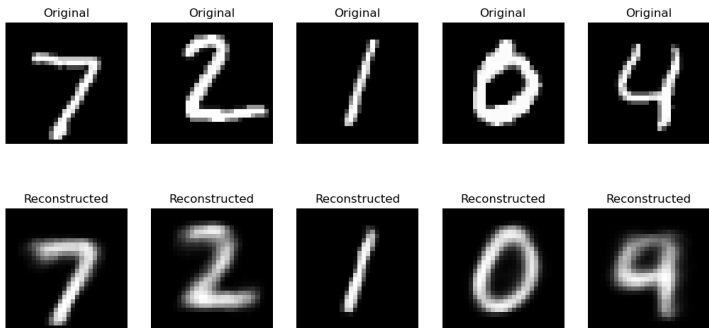 Original Original Original Original Original
7 2 1 0 4
Reconstructed Reconstructed Reconstructed Reconstructed Reconstructed
7 2 1 0 9